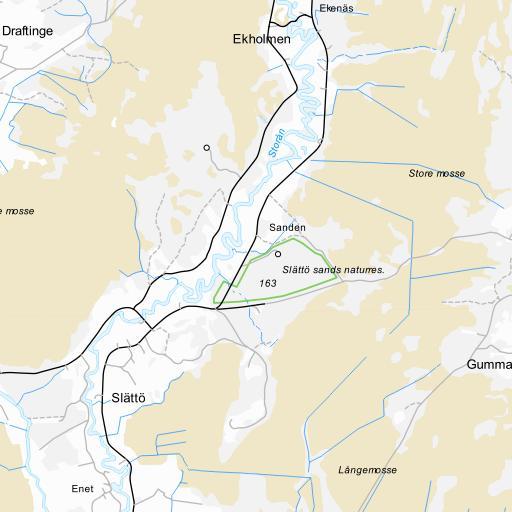 Ekenäs
Draftinge
Ekholmen
Storån
Store mosse
e mosse
Sanden
Slättö sands naturres.
163
Gumma
Slättö
Långemosse
Enet